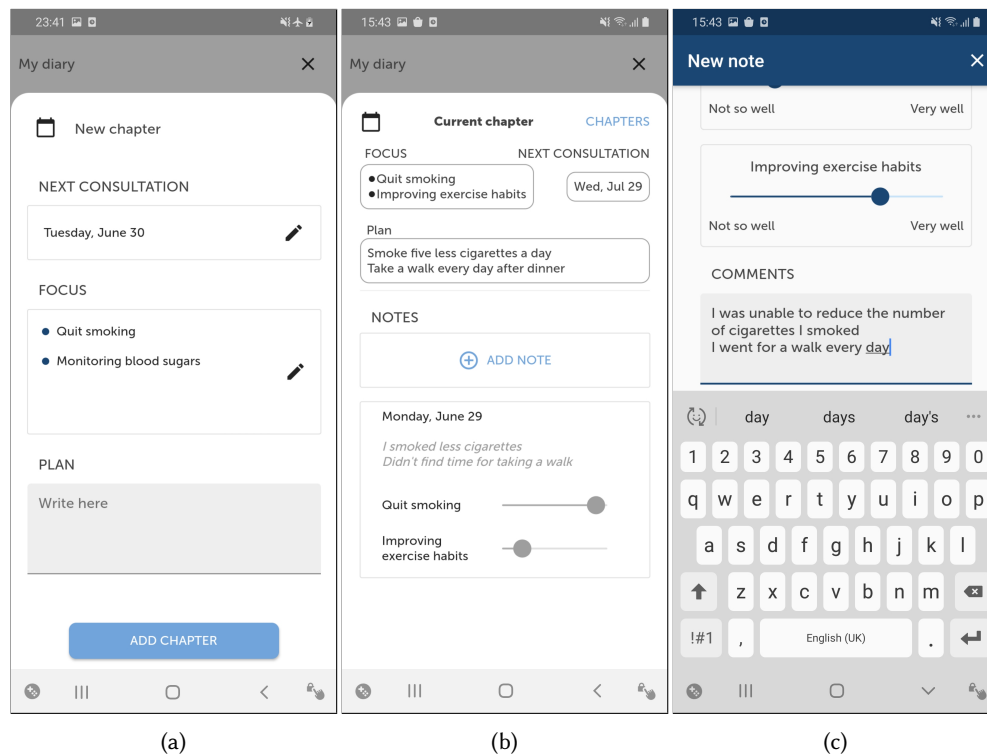 23:41
My diary
New chapter
NEXT CONSULTATION
Tuesday, June 30
FOCUS
Quit smoking
Monitoring blood sugars
PLAN
Write here
ADD CHAPTER
(a)
15:43
My diary
Current chapter CHAPTERS
FOCUS NEXT CONSULTATION
•Quit smoking
•Improving exercise habits
Wed, Jul 29
Plan
Smoke five less cigarettes a day
Take a walk every day after dinner
NOTES
ADD NOTE
Monday, June 29
I smoked less cigarettes
Didn't find time for taking a walk
Quit smoking
Improving
exercise habits
(b)
15:43
New note
Not so well Very well
Improving exercise habits
Not so well Very well
COMMENTS
I was unable to reduce the number
of cigarettes I smoked
I went for a walk every day
day days day's
1 2 3 4 5 6 7 8 9 0
q w e r t y u i o p
a s d f g h j k l
z x c v b n m
!#1 , English (UK) .
(c)